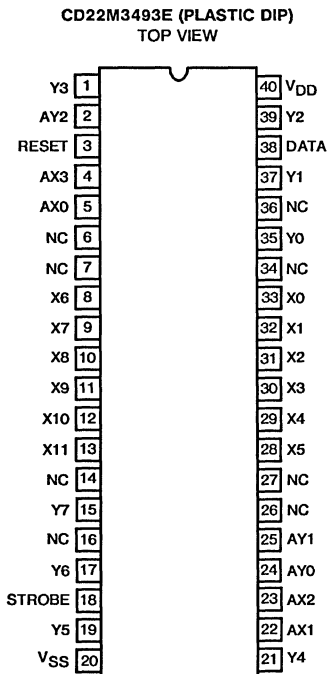 CD22M3493E (PLASTIC DIP)
TOP VIEW
Y3 1 40 VDD
AY2 2 39 Y2
RESET 3 38 DATA
AX3 4 37 Y1
AX0 5 36 NC
NC 6 35 Y0
NC 7 34 NC
X6 8 33 X0
X7 9 32 X1
X8 10 31 X2
X9 11 30 X3
X10 12 29 X4
X11 13 28 X5
NC 14 27 NC
Y7 15 26 NC
NC 16 25 AY1
Y6 17 24 AY0
STROBE 18 23 AX2
Y5 19 22 AX1
VSS 20 21 Y4